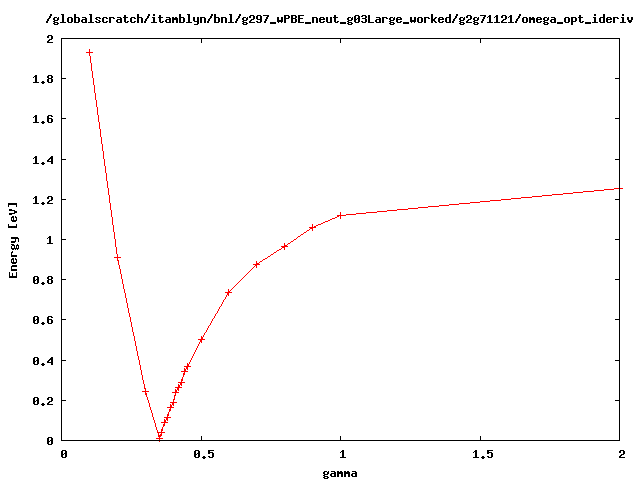 /globalscratch/itamblyn/bnl/g297_wPBE_neut_g03Large_worked/g2g71121/omega_opt_ideriv
2
1.8
1.6
1.4
1.2
1
0.8
0.6
0.4
0.2
0
Energy [eV]
0 0.5 1 1.5 2
gamma